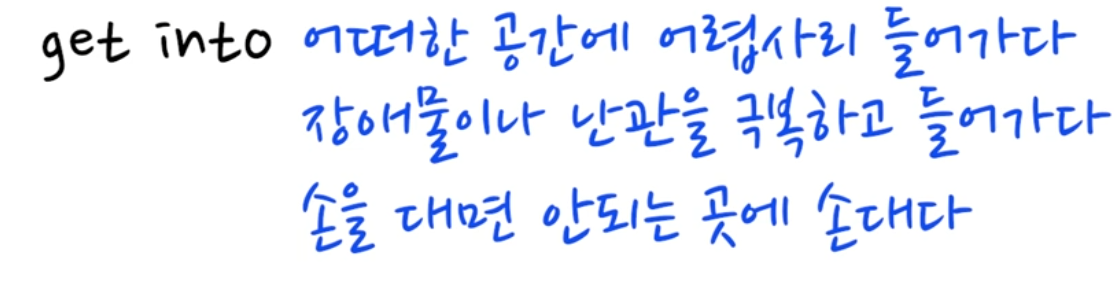 get into 어떠한 공간에 어렵사리 들어가다
장애물이나 난관을 극복하고 들어가다
손을 대면 안되는 곳에 손대다